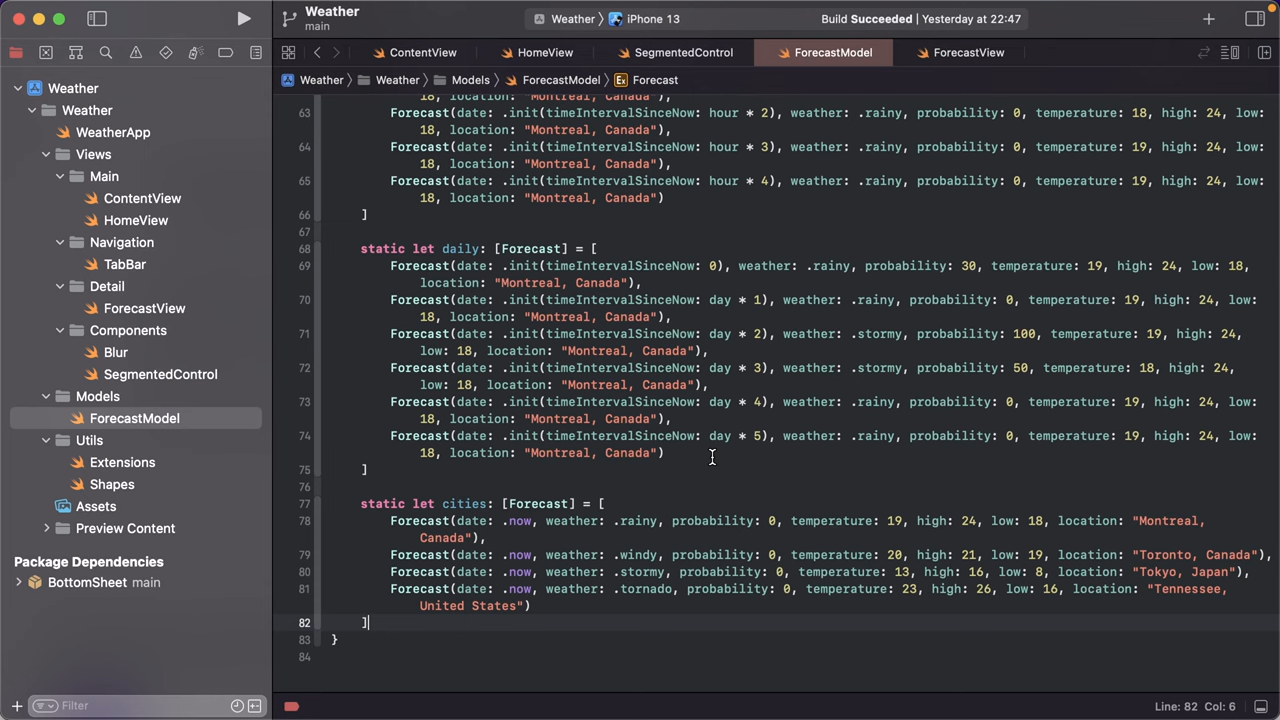 Weather
main
Weather 〉 iPhone 13
Build Succeeded | Yesterday at 22:47
ContentView
HomeView
SegmentedControl
ForecastModel
ForecastView
Weather 〉 Weather 〉 Models 〉 ForecastModel 〉 Ex Forecast
Weather
Weather
WeatherApp
Views
Main
ContentView
HomeView
Navigation
TabBar
Detail
ForecastView
Components
Blur
SegmentedControl
Models
ForecastModel
Utils
Extensions
Shapes
Assets
Preview Content
Package Dependencies
BottomSheet main
Filter
18, location: "Montreal, Canada"),
63 Forecast(date: .init(timeIntervalSinceNow: hour * 2), weather: .rainy, probability: 0, temperature: 18, high: 24, low:
18, location: "Montreal, Canada"),
64 Forecast(date: .init(timeIntervalSinceNow: hour * 3), weather: .rainy, probability: 0, temperature: 19, high: 24, low:
18, location: "Montreal, Canada"),
65 Forecast(date: .init(timeIntervalSinceNow: hour * 4), weather: .rainy, probability: 0, temperature: 19, high: 24, low:
18, location: "Montreal, Canada")
66 ]
67
68 static let daily: [Forecast] = [
69 Forecast(date: .init(timeIntervalSinceNow: 0), weather: .rainy, probability: 30, temperature: 19, high: 24, low: 18,
location: "Montreal, Canada"),
70 Forecast(date: .init(timeIntervalSinceNow: day * 1), weather: .rainy, probability: 0, temperature: 19, high: 24, low:
18, location: "Montreal, Canada"),
71 Forecast(date: .init(timeIntervalSinceNow: day * 2), weather: .stormy, probability: 100, temperature: 19, high: 24,
low: 18, location: "Montreal, Canada"),
72 Forecast(date: .init(timeIntervalSinceNow: day * 3), weather: .stormy, probability: 50, temperature: 18, high: 24,
low: 18, location: "Montreal, Canada"),
73 Forecast(date: .init(timeIntervalSinceNow: day * 4), weather: .rainy, probability: 0, temperature: 19, high: 24, low:
18, location: "Montreal, Canada"),
74 Forecast(date: .init(timeIntervalSinceNow: day * 5), weather: .rainy, probability: 0, temperature: 19, high: 24, low:
18, location: "Montreal, Canada")
75 ]
76
77 static let cities: [Forecast] = [
78 Forecast(date: .now, weather: .rainy, probability: 0, temperature: 19, high: 24, low: 18, location: "Montreal,
Canada"),
79 Forecast(date: .now, weather: .windy, probability: 0, temperature: 20, high: 21, low: 19, location: "Toronto, Canada"),
80 Forecast(date: .now, weather: .stormy, probability: 0, temperature: 13, high: 16, low: 8, location: "Tokyo, Japan"),
81 Forecast(date: .now, weather: .tornado, probability: 0, temperature: 23, high: 26, low: 16, location: "Tennessee,
United States")
82 ]
83 }
84
Line: 82 Col: 6